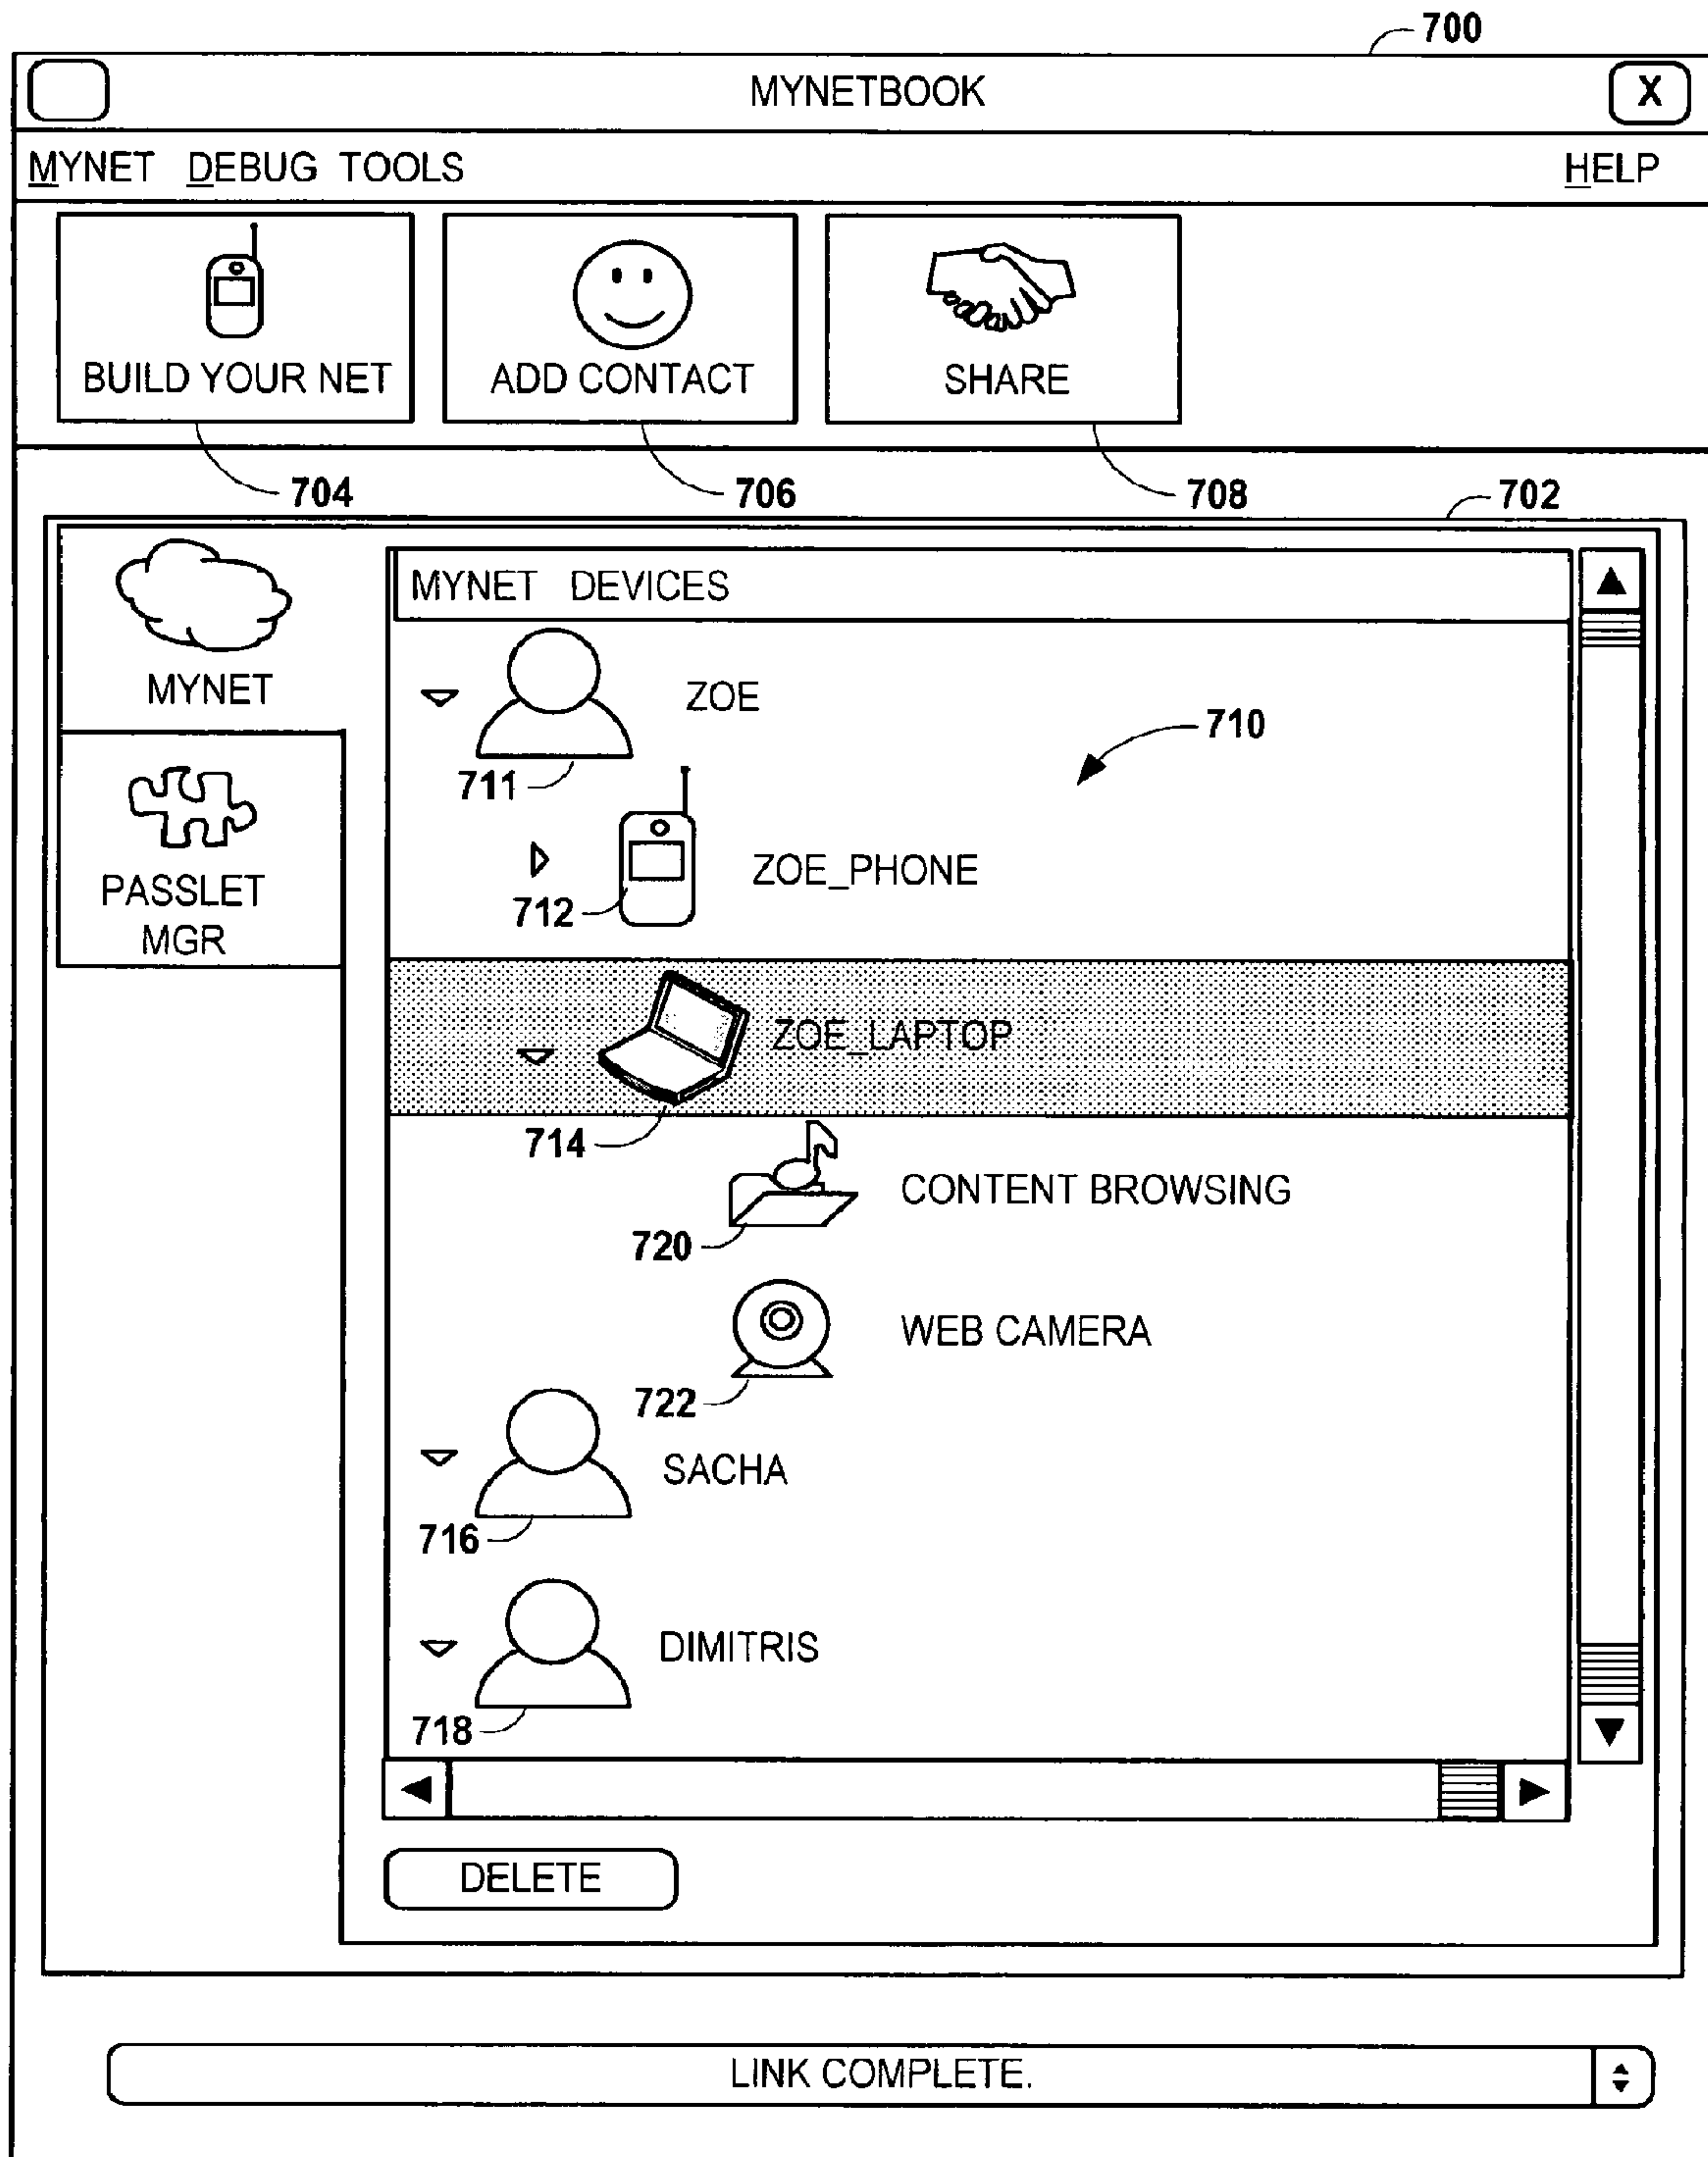 700
MYNETBOOK
X
MYNET DEBUG TOOLS HELP
BUILD YOUR NET
ADD CONTACT
SHARE
704
706
708
702
MYNET
PASSLET
MGR
MYNET DEVICES
ZOE
711
710
ZOE_PHONE
712
ZOE_LAPTOP
714
CONTENT BROWSING
720
WEB CAMERA
722
SACHA
716
DIMITRIS
718
DELETE
LINK COMPLETE.